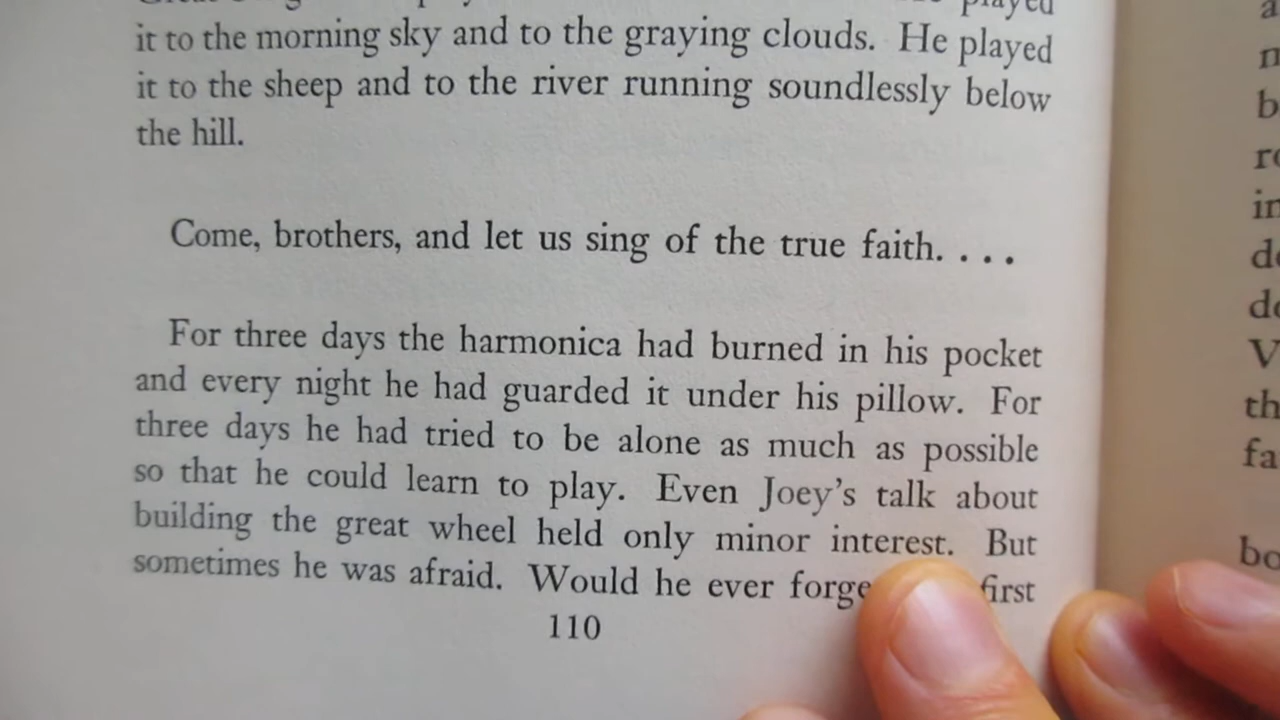 played
it to the morning sky and to the graying clouds. He played
it to the sheep and to the river running soundlessly below
the hill.
Come, brothers, and let us sing of the true faith. . . .
For three days the harmonica had burned in his pocket
and every night he had guarded it under his pillow. For
three days he had tried to be alone as much as possible
so that he could learn to play. Even Joey's talk about
building the great wheel held only minor interest. But
sometimes he was afraid. Would he ever forge first
110